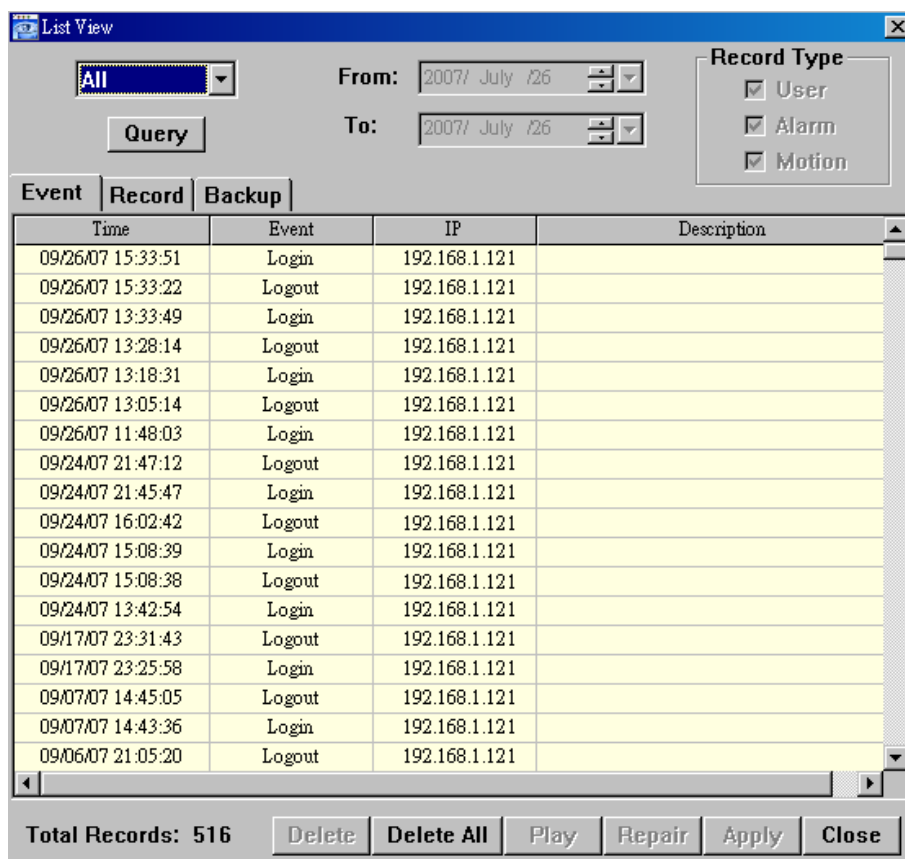 List View
All
From: 2007/ July /26
Record Type
User
Query
To: 2007/ July /26
Alarm
Motion
Event Record Backup
Time Event IP Description
09/26/07 15:33:51 Login 192.168.1.121
09/26/07 15:33:22 Logout 192.168.1.121
09/26/07 13:33:49 Login 192.168.1.121
09/26/07 13:28:14 Logout 192.168.1.121
09/26/07 13:18:31 Login 192.168.1.121
09/26/07 13:05:14 Logout 192.168.1.121
09/26/07 11:48:03 Login 192.168.1.121
09/24/07 21:47:12 Logout 192.168.1.121
09/24/07 21:45:47 Login 192.168.1.121
09/24/07 16:02:42 Logout 192.168.1.121
09/24/07 15:08:39 Login 192.168.1.121
09/24/07 15:08:38 Logout 192.168.1.121
09/24/07 13:42:54 Login 192.168.1.121
09/17/07 23:31:43 Logout 192.168.1.121
09/17/07 23:25:58 Login 192.168.1.121
09/07/07 14:45:05 Logout 192.168.1.121
09/07/07 14:43:36 Login 192.168.1.121
09/06/07 21:05:20 Logout 192.168.1.121
Total Records: 516 Delete Delete All Play Repair Apply Close